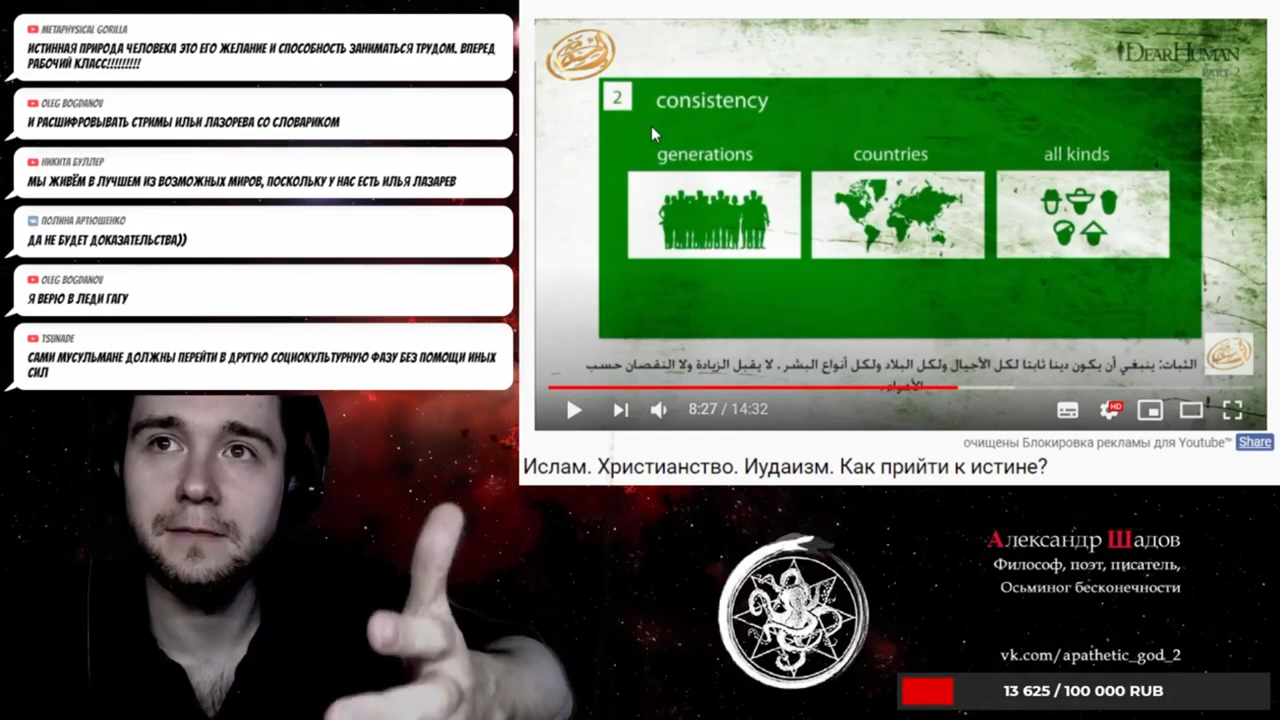 METAPHYSICAL GORILLA
ИСТИННАЯ ПРИРОДА ЧЕЛОВЕКА ЭТО ЕГО ЖЕЛАНИЕ И СПОСОБНОСТЬ ЗАНИМАТЬСЯ ТРУДОМ. ВПЕРЕД
РАБОЧИЙ КЛАСС!!!!!!!!!
OLEG BOGDANOV
И РАСШИФРОВЫВАТЬ СТРИМЫ ИЛЬИ ЛАЗОРЕВА СО СЛОВАРИКОМ
НИКИТА БУЛЛЕР
МЫ ЖИВЁМ В ЛУЧШЕМ ИЗ ВОЗМОЖНЫХ МИРОВ, ПОСКОЛЬКУ У НАС ЕСТЬ ИЛЬЯ ЛАЗАРЕВ
ПОЛИНА АРТЮШЕНКО
ДА НЕ БУДЕТ ДОКАЗАТЕЛЬСТВА))
OLEG BOGDANOV
Я ВЕРЮ В ЛЕДИ ГАГУ
TSUNADE
САМИ МУСУЛЬМАНЕ ДОЛЖНЫ ПЕРЕЙТИ В ДРУГУЮ СОЦИОКУЛЬТУРНУЮ ФАЗУ БЕЗ ПОМОЩИ ИНЫХ
СИЛ
DEARHUMAN
PART 2
2 consistency
generations countries all kinds
الثبات: ينبغي أن يكون دينا ثابتا لكل الأجيال ولكل البلاد ولكل أنواع البشر ، لا يقبل الزيادة ولا النقصان حسب
الأهواء.
8:27 / 14:32
HD
очищены Блокировка рекламы для Youtube™ Share
Ислам. Христианство. Иудаизм. Как прийти к истине?
Александр Шадов
Философ, поэт, писатель,
Осьминог бесконечности
vk.com/apathetic_god_2
13 625 / 100 000 RUB